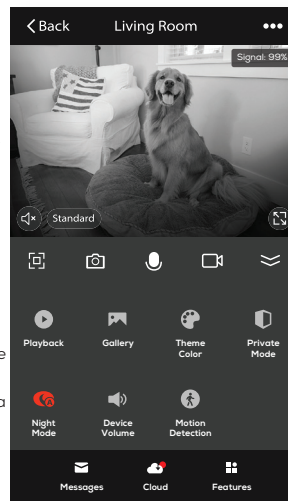 Back
Living Room
Signal: 99%
Standard
Playback
Gallery
Theme
Color
Private
Mode
e
a
Night
Mode
Device
Volume
Motion
Detection
Messages
Cloud
Features